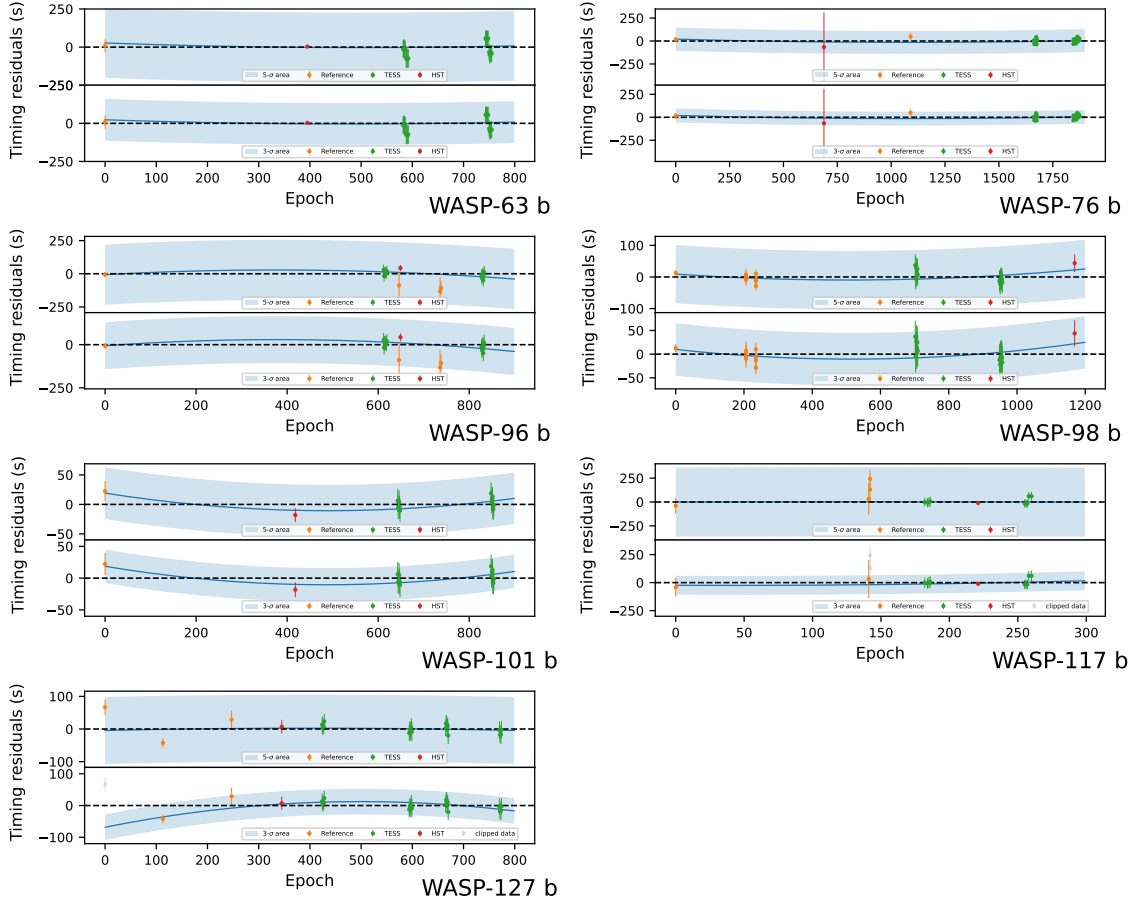 250
0
−250
Timing residuals (s)
5-σ area Reference TESS HST
250
0
−250
3-σ area Reference TESS HST
0 100 200 300 400 500 600 700 800
Epoch
WASP-63 b
250
0
−250
Timing residuals (s)
5-σ area Reference TESS HST
250
0
−250
3-σ area Reference TESS HST
0 250 500 750 1000 1250 1500 1750
Epoch
WASP-76 b
250
0
−250
Timing residuals (s)
5-σ area Reference TESS HST
0
−250
3-σ area Reference TESS HST
0 200 400 600 800
Epoch
WASP-96 b
100
0
−100
Timing residuals (s)
5-σ area Reference TESS HST
50
0
−50
3-σ area Reference TESS HST
0 200 400 600 800 1000 1200
Epoch
WASP-98 b
50
0
−50
Timing residuals (s)
5-σ area Reference TESS HST
50
0
−50
3-σ area Reference TESS HST
0 200 400 600 800
Epoch
WASP-101 b
250
0
−250
Timing residuals (s)
5-σ area Reference TESS HST
250
0
−250
3-σ area Reference TESS HST clipped data
0 50 100 150 200 250 300
Epoch
WASP-117 b
100
0
−100
Timing residuals (s)
5-σ area Reference TESS HST
100
0
−100
3-σ area Reference TESS HST clipped data
0 100 200 300 400 500 600 700 800
Epoch
WASP-127 b